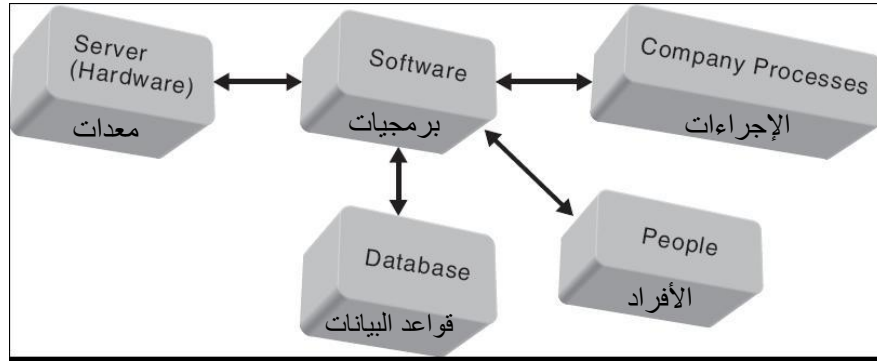 Server
(Hardware)
معدات
Software
برمجيات
Company Processes
الإجراءات
Database
قواعد البيانات
People
الأفراد